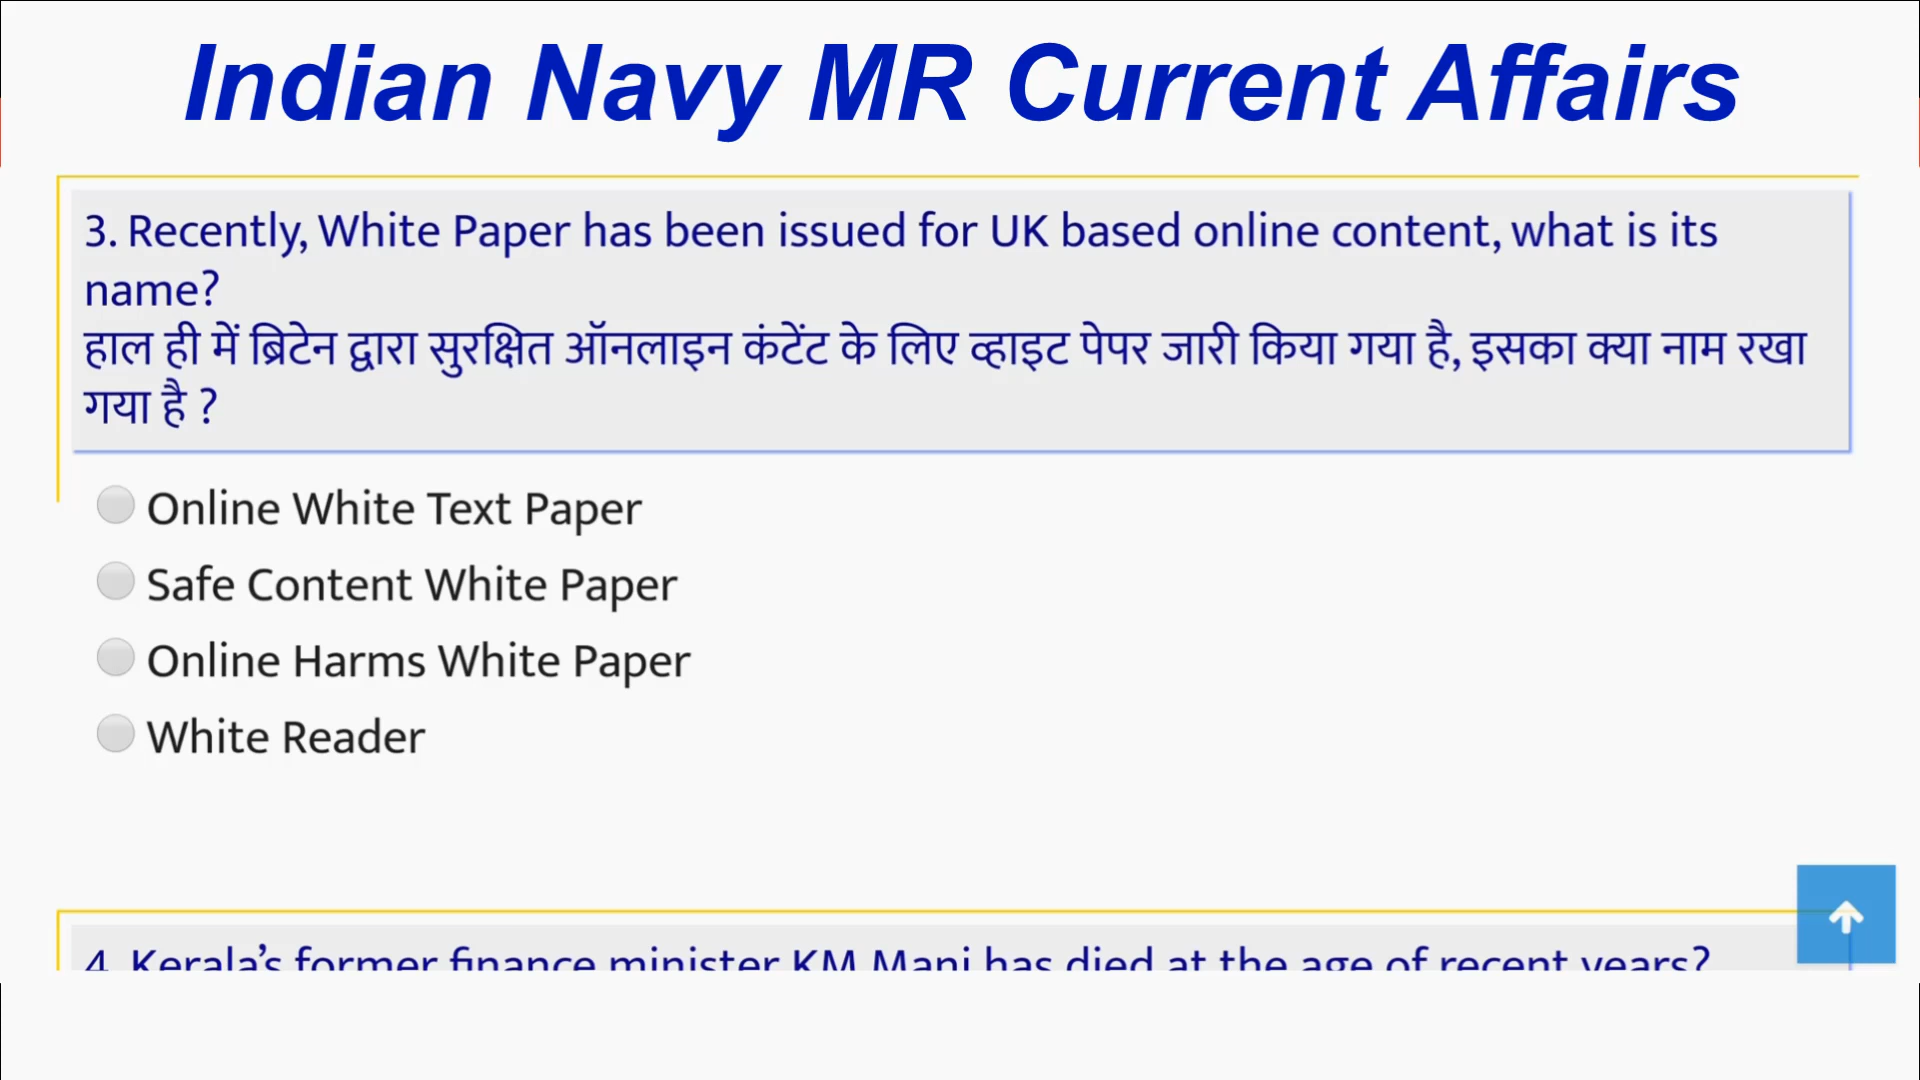 Indian Navy MR Current Affairs
3. Recently, White Paper has been issued for UK based online content, what is its
name?
हाल ही में ब्रिटेन द्वारा सुरक्षित ऑनलाइन कंटेंट के लिए व्हाइट पेपर जारी किया गया है, इसका क्या नाम रखा
गया है ?
Online White Text Paper
Safe Content White Paper
Online Harms White Paper
White Reader
4. Kerala’s former finance minister KM Mani has died at the age of recent years?